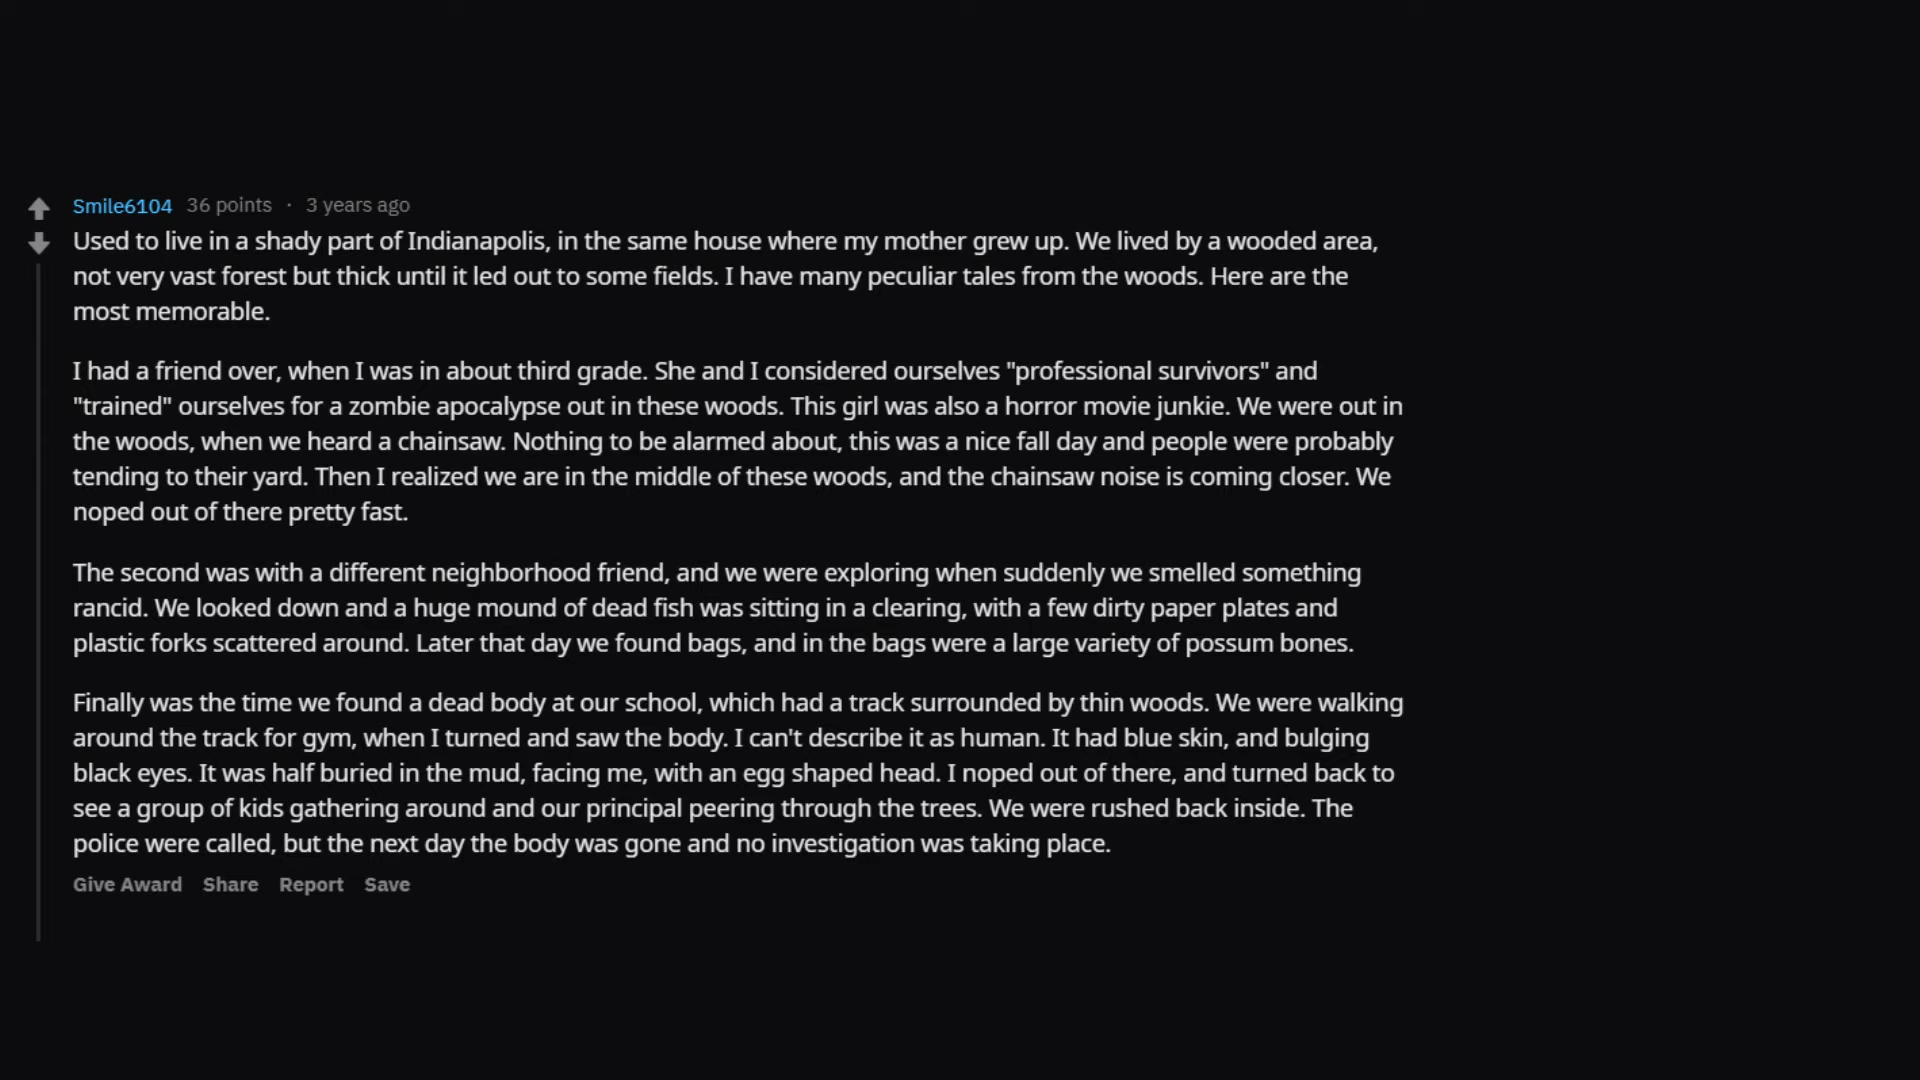 Smile6104 36 points · 3 years ago
Used to live in a shady part of Indianapolis, in the same house where my mother grew up. We lived by a wooded area,
not very vast forest but thick until it led out to some fields. I have many peculiar tales from the woods. Here are the
most memorable.
I had a friend over, when I was in about third grade. She and I considered ourselves "professional survivors" and
"trained" ourselves for a zombie apocalypse out in these woods. This girl was also a horror movie junkie. We were out in
the woods, when we heard a chainsaw. Nothing to be alarmed about, this was a nice fall day and people were probably
tending to their yard. Then I realized we are in the middle of these woods, and the chainsaw noise is coming closer. We
noped out of there pretty fast.
The second was with a different neighborhood friend, and we were exploring when suddenly we smelled something
rancid. We looked down and a huge mound of dead fish was sitting in a clearing, with a few dirty paper plates and
plastic forks scattered around. Later that day we found bags, and in the bags were a large variety of possum bones.
Finally was the time we found a dead body at our school, which had a track surrounded by thin woods. We were walking
around the track for gym, when I turned and saw the body. I can't describe it as human. It had blue skin, and bulging
black eyes. It was half buried in the mud, facing me, with an egg shaped head. I noped out of there, and turned back to
see a group of kids gathering around and our principal peering through the trees. We were rushed back inside. The
police were called, but the next day the body was gone and no investigation was taking place.
Give Award Share Report Save